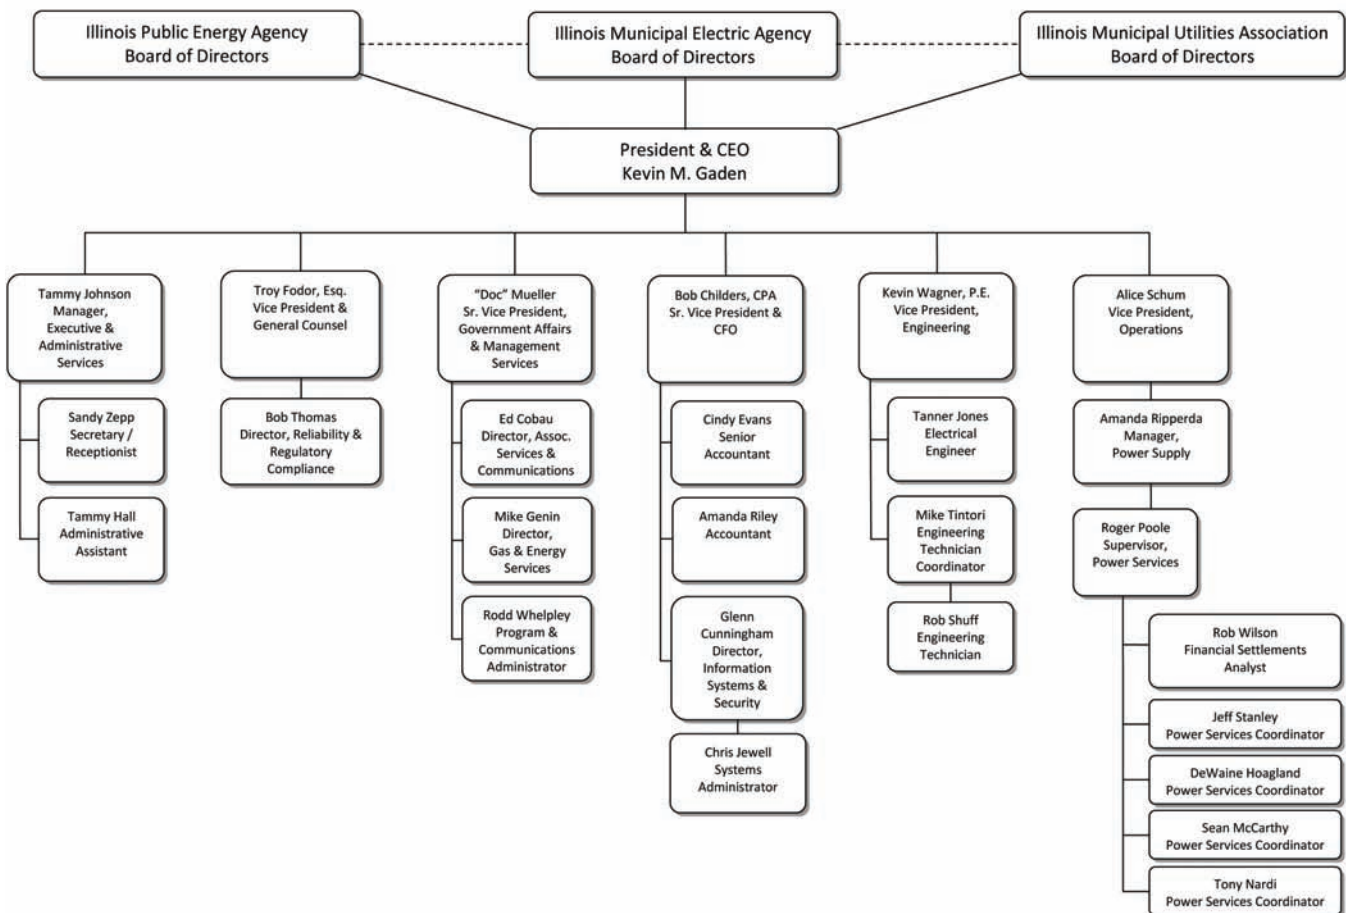 Illinois Public Energy Agency
Board of Directors
Illinois Municipal Electric Agency
Board of Directors
Illinois Municipal Utilities Association
Board of Directors
President & CEO
Kevin M. Gaden
Tammy Johnson
Manager,
Executive &
Administrative
Services
Sandy Zepp
Secretary /
Receptionist
Tammy Hall
Administrative
Assistant
Troy Fodor, Esq.
Vice President &
General Counsel
Bob Thomas
Director, Reliability &
Regulatory
Compliance
“Doc” Mueller
Sr. Vice President,
Government Affairs
& Management
Services
Ed Cobau
Director, Assoc.
Services &
Communications
Mike Genin
Director,
Gas & Energy
Services
Rodd Whelpley
Program &
Communications
Administrator
Bob Childers, CPA
Sr. Vice President &
CFO
Cindy Evans
Senior
Accountant
Amanda Riley
Accountant
Glenn
Cunningham
Director,
Information
Systems &
Security
Chris Jewell
Systems
Administrator
Kevin Wagner, P.E.
Vice President,
Engineering
Tanner Jones
Electrical
Engineer
Mike Tintori
Engineering
Technician
Coordinator
Rob Shuff
Engineering
Technician
Alice Schum
Vice President,
Operations
Amanda Ripperda
Manager,
Power Supply
Roger Poole
Supervisor,
Power Services
Rob Wilson
Financial Settlements
Analyst
Jeff Stanley
Power Services Coordinator
DeWaine Hoagland
Power Services Coordinator
Sean McCarthy
Power Services Coordinator
Tony Nardi
Power Services Coordinator